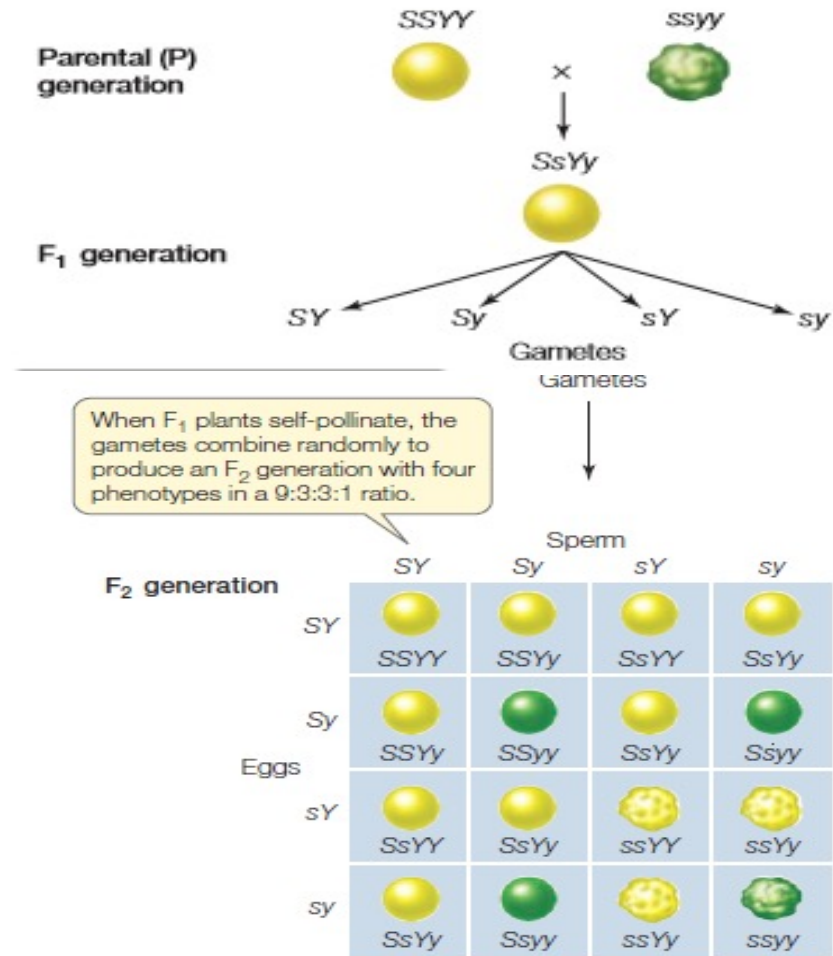 SSYY ssyy
Parental (P)
generation
×
SsYy
F₁ generation
SY Sy sY sy
Gametes
Gametes
When F₁ plants self-pollinate, the
gametes combine randomly to
produce an F₂ generation with four
phenotypes in a 9:3:3:1 ratio.
Sperm
F₂ generation
SY Sy sY sy
SY
SSYY SSYy SsYY SsYy
Sy
SSYy SSyy SsYy Ssyy
Eggs
sY
SsYY SsYy ssYY ssYy
sy
SsYy Ssyy ssYy ssyy